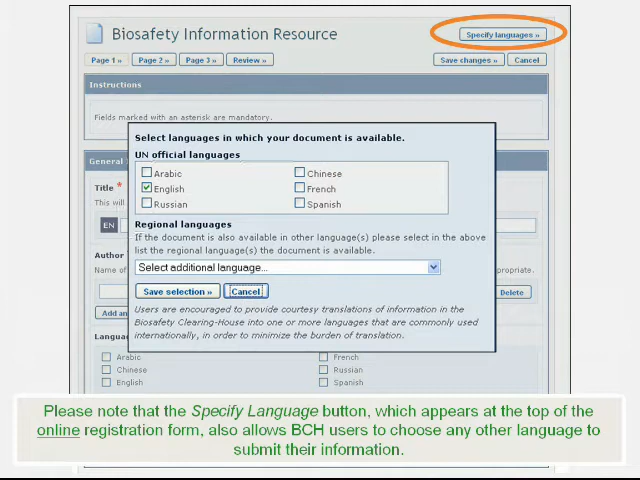 Biosafety Information Resource
Specify languages »
Page 1 » Page 2 » Page 3 » Review »
Save changes » Cancel
Instructions
Fields marked with an asterisk are mandatory.
Select languages in which your document is available.
UN official languages
Arabic Chinese
English French
Russian Spanish
Regional languages
If the document is also available in other language(s) please select in the above
list the regional language(s) the document is available.
Select additional language...
Save selection » Cancel
Users are encouraged to provide courtesy translations of information in the
Biosafety Clearing-House into one or more languages that are commonly used
internationally, in order to minimize the burden of translation.
General
Title *
This will
EN
Author
Name of
Delete
Add an
Arabic French
Chinese Russian
English Spanish
Please note that the Specify Language button, which appears at the top of the
online registration form, also allows BCH users to choose any other language to
submit their information.